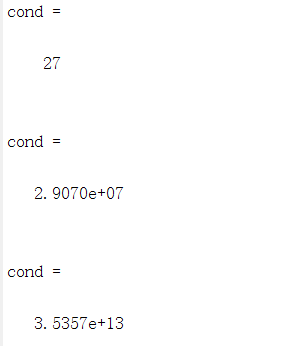 cond =
27
cond =
2.9070e+07
cond =
3.5357e+13